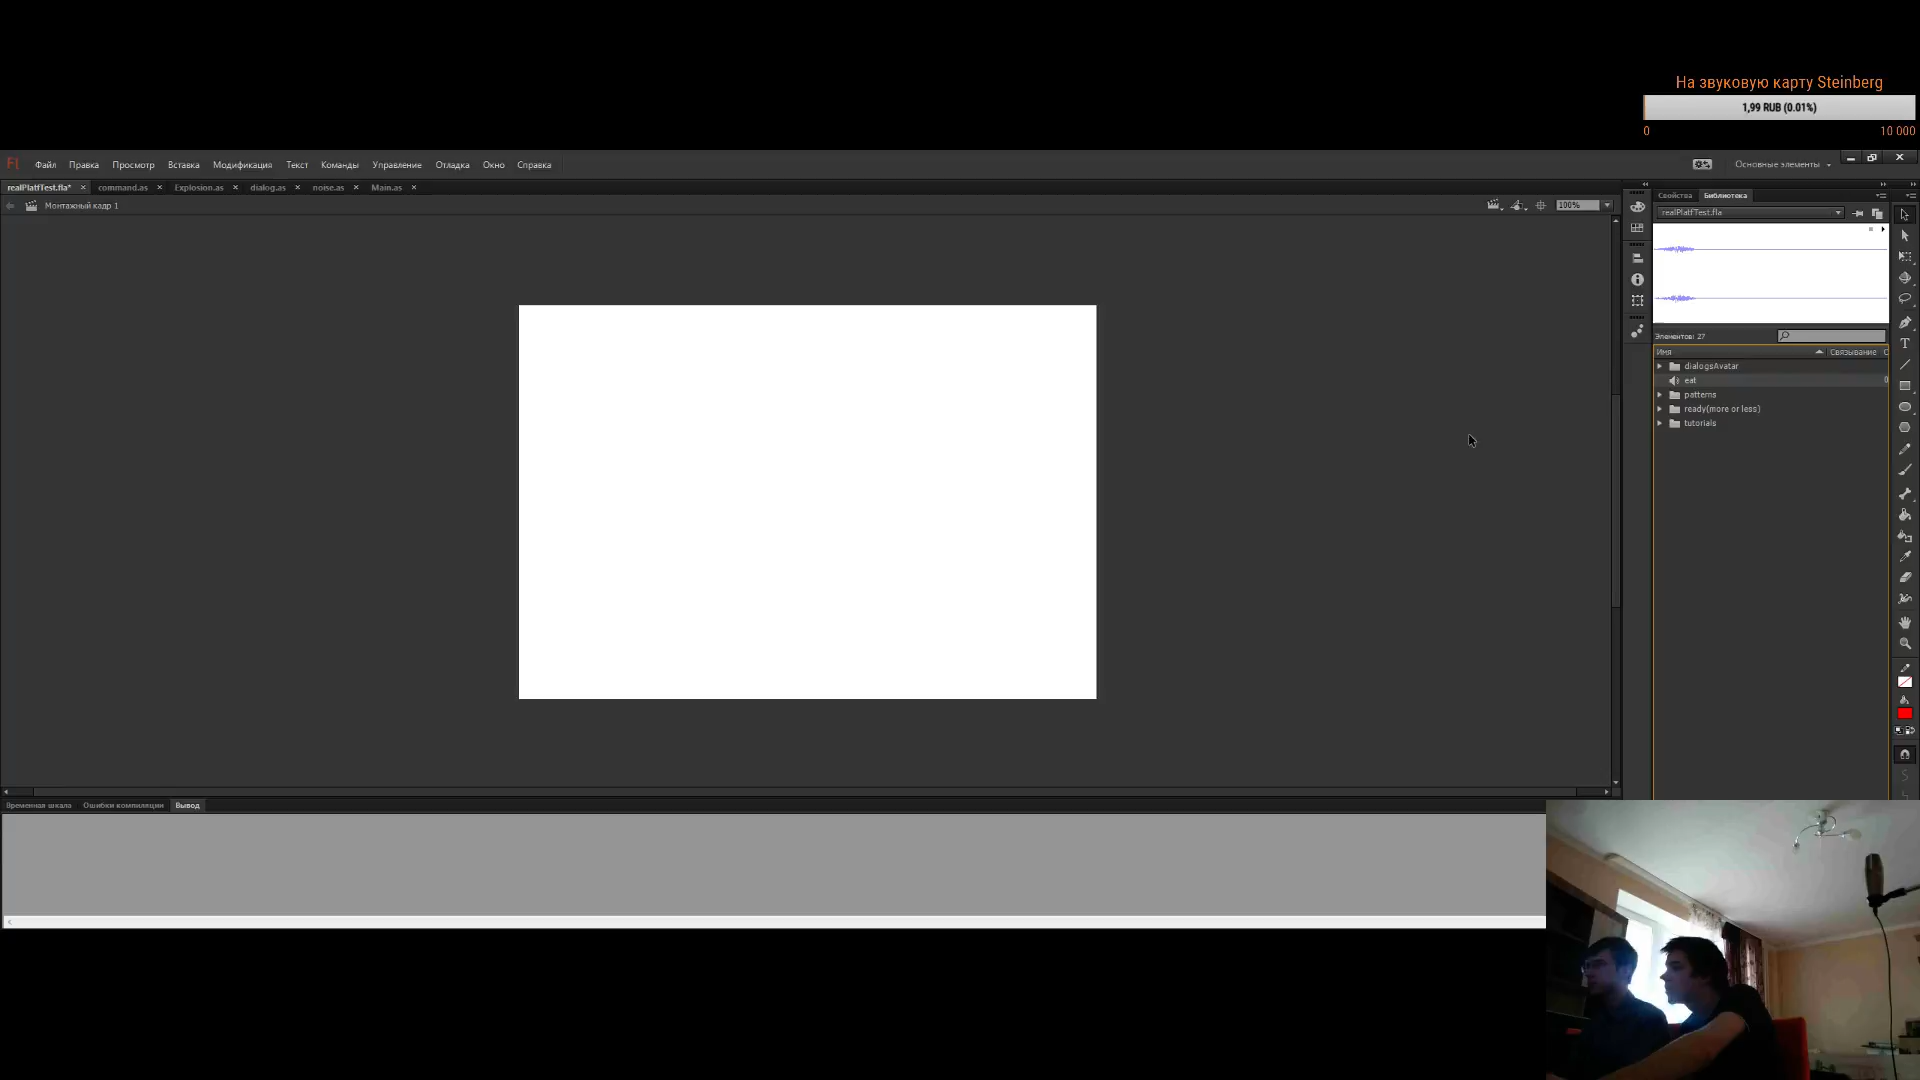 На звуковую карту Steinberg
1,99 RUB (0.01%)
0 10 000
Fl Файл Правка Просмотр Вставка Модификация Текст Команды Управление Отладка Окно Справка Основные элементы
realPlatfTest.fla* command.as Explosion.as dialog.as noise.as Main.as
Свойства Библиотека
Монтажный кадр 1 100%
realPlatfTest.fla
Элементов: 27
Имя Связывание
dialogsAvatar
eat
patterns
ready(more or less)
tutorials
Временная шкала Ошибки компиляции Вывод